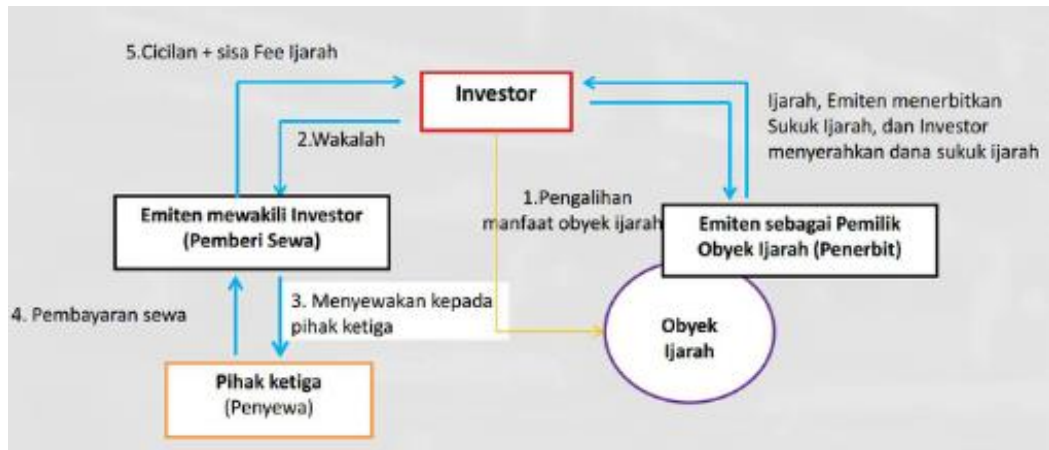 5.Cicilan + sisa Fee Ijarah
Investor
Ijarah, Emiten menerbitkan
Sukuk Ijarah, dan Investor
menyerahkan dana sukuk ijarah
2.Wakalah
1.Pengalihan
manfaat obyek ijarah
Emiten mewakili Investor
(Pemberi Sewa)
Emiten sebagai Pemilik
Obyek Ijarah (Penerbit)
4. Pembayaran sewa
3. Menyewakan kepada
pihak ketiga
Obyek
Ijarah
Pihak ketiga
(Penyewa)